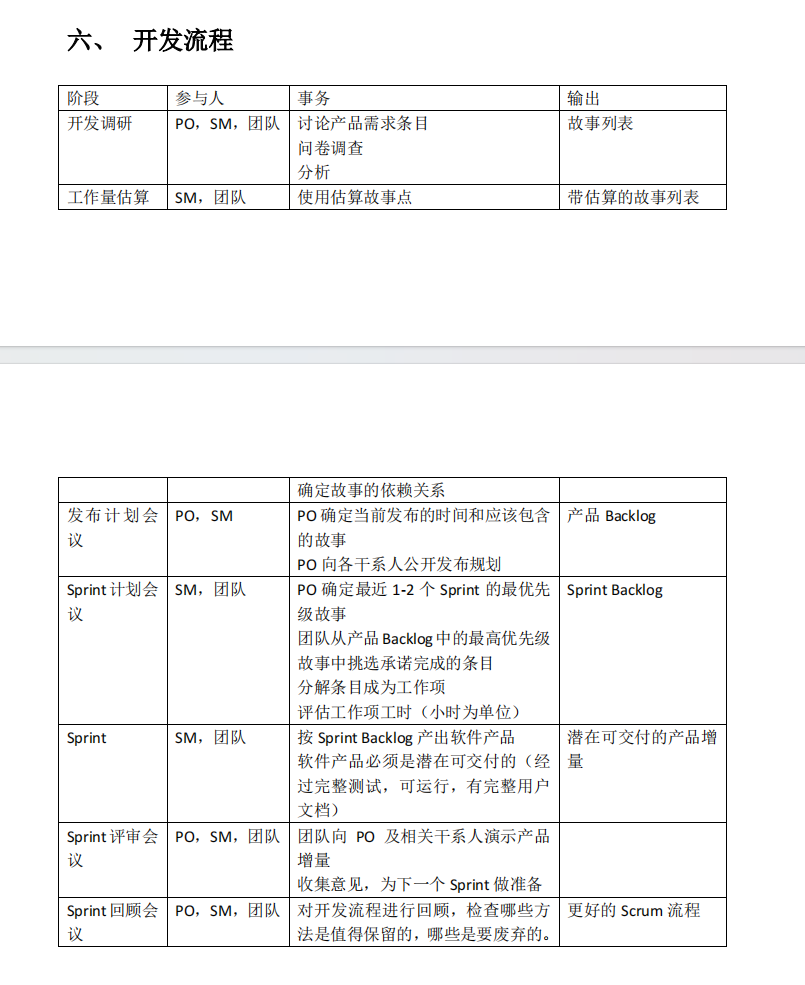 六、 开发流程
阶段 参与人 事务 输出
开发调研 PO，SM，团队 讨论产品需求条目 故事列表
问卷调查
分析
工作量估算 SM，团队 使用估算故事点 带估算的故事列表
确定故事的依赖关系
发布计划会 PO，SM PO 确定当前发布的时间和应该包含 产品 Backlog
议 的故事
PO 向各干系人公开发布规划
Sprint 计划会 SM，团队 PO 确定最近 1-2 个 Sprint 的最优先 Sprint Backlog
议 级故事
团队从产品 Backlog 中的最高优先级
故事中挑选承诺完成的条目
分解条目成为工作项
评估工作项工时（小时为单位）
Sprint SM，团队 按 Sprint Backlog 产出软件产品 潜在可交付的产品增
软件产品必须是潜在可交付的（经 量
过完整测试，可运行，有完整用户
文档）
Sprint 评审会 PO，SM，团队 团队向 PO 及相关干系人演示产品
议 增量
收集意见，为下一个 Sprint 做准备
Sprint 回顾会 PO，SM，团队 对开发流程进行回顾，检查哪些方 更好的 Scrum 流程
议 法是值得保留的，哪些是要废弃的。